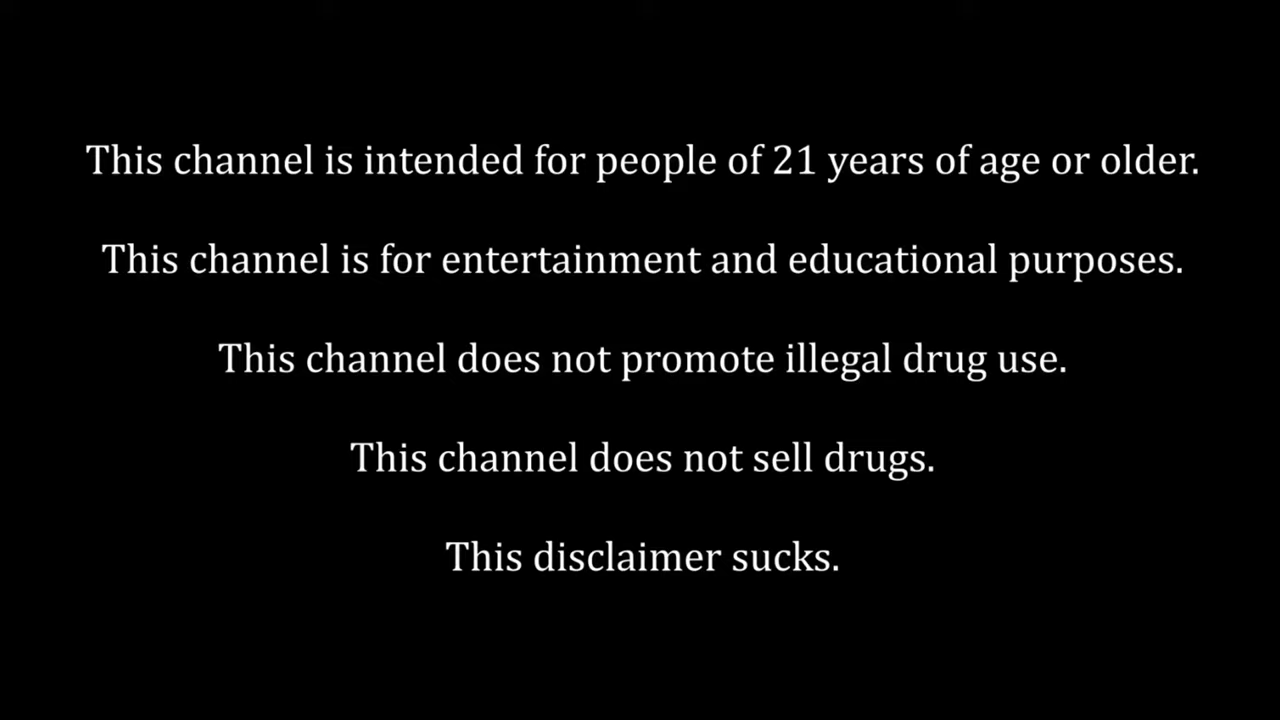 This channel is intended for people of 21 years of age or older.
This channel is for entertainment and educational purposes.
This channel does not promote illegal drug use.
This channel does not sell drugs.
This disclaimer sucks.